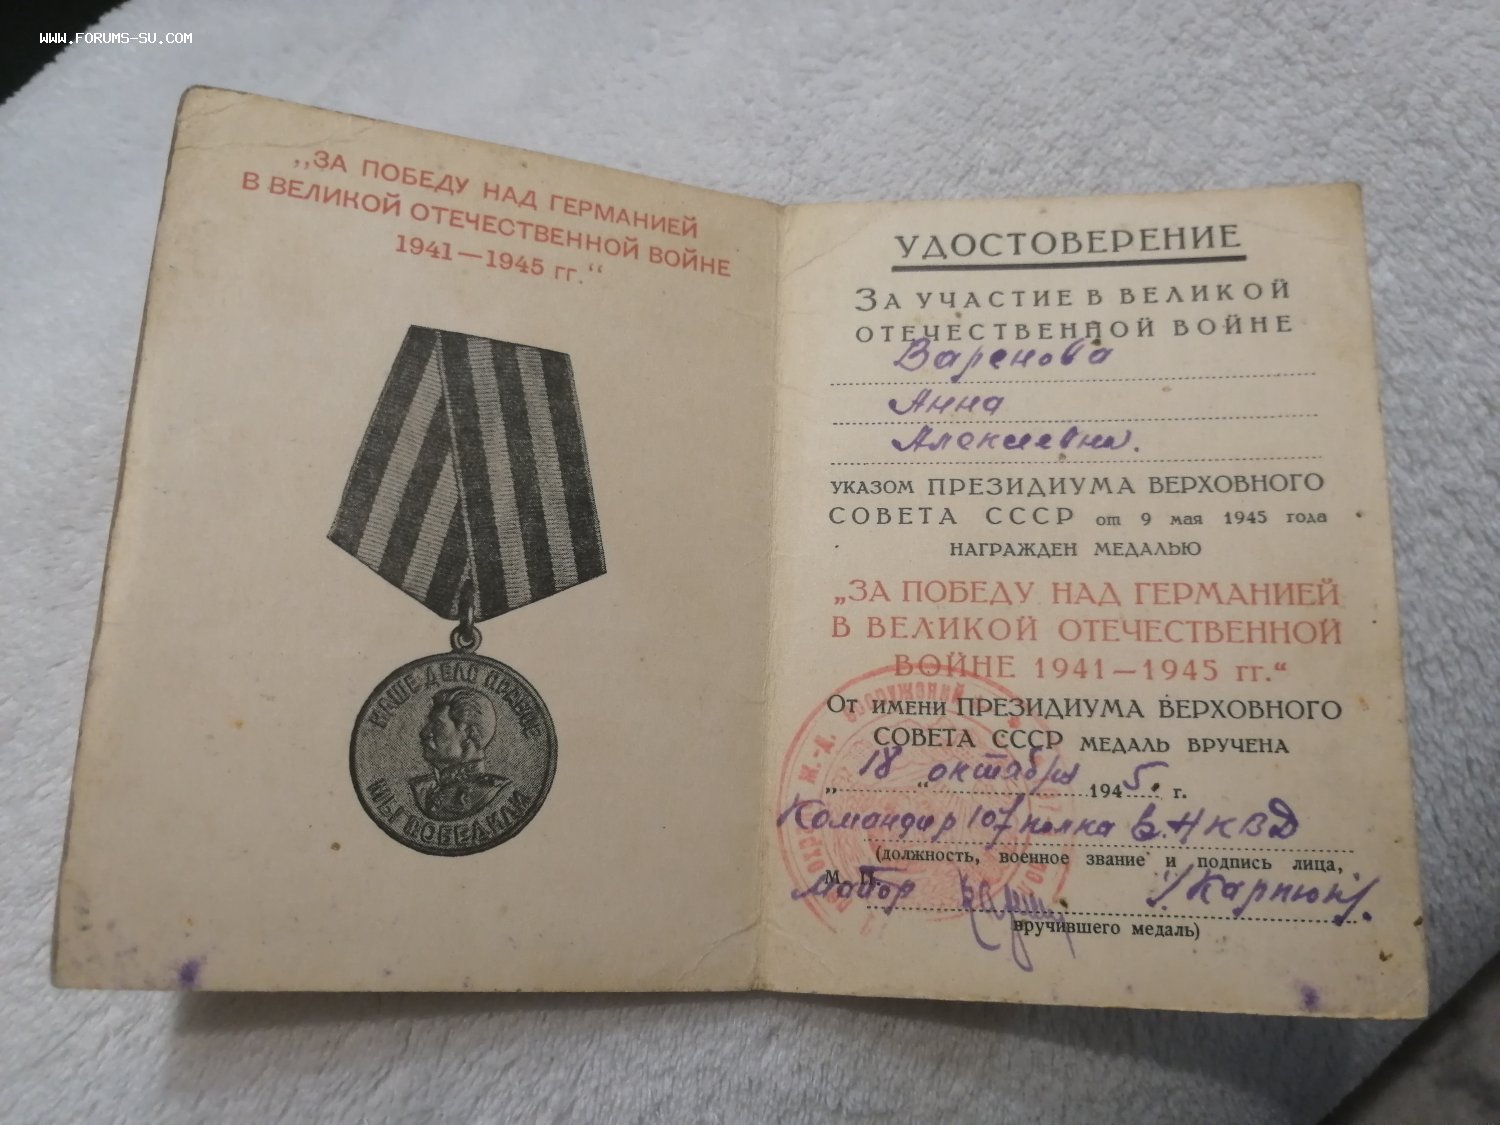 WWW.FORUMS-SU.COM
„ЗА ПОБЕДУ НАД ГЕРМАНИЕЙ
В ВЕЛИКОЙ ОТЕЧЕСТВЕННОЙ ВОЙНЕ
1941—1945 гг.“
НАШЕ ДЕЛО ПРАВОЕ
МЫ ПОБЕДИЛИ
УДОСТОВЕРЕНИЕ
ЗА УЧАСТИЕ В ВЕЛИКОЙ
ОТЕЧЕСТВЕННОЙ ВОЙНЕ
Варенова
Анна
Алексеевна.
УКАЗОМ ПРЕЗИДИУМА ВЕРХОВНОГО
СОВЕТА СССР от 9 мая 1945 года
НАГРАЖДЕН МЕДАЛЬЮ
„ЗА ПОБЕДУ НАД ГЕРМАНИЕЙ
В ВЕЛИКОЙ ОТЕЧЕСТВЕННОЙ
ВОЙНЕ 1941—1945 гг.“
ОТ ИМЕНИ ПРЕЗИДИУМА ВЕРХОВНОГО
СОВЕТА СССР МЕДАЛЬ ВРУЧЕНА
„18“ октября 1945. г.
Командир 107 полка в. НКВД
(должность, военное звание и подпись лица,
М. П.
майор /Карпюк/.
вручившего медаль)